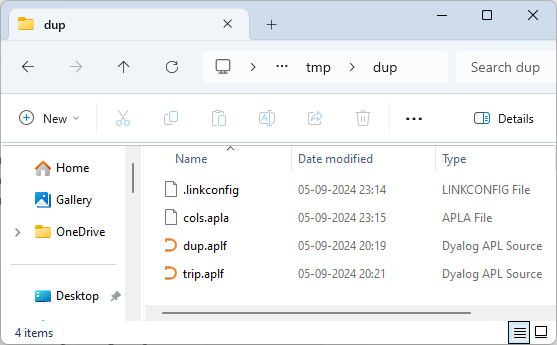 dup
tmp dup Search dup
New Details
Name Date modified Type
Home
Gallery
OneDrive
Desktop
.linkconfig 05-09-2024 23:14 LINKCONFIG File
cols.apla 05-09-2024 23:15 APLA File
dup.aplf 05-09-2024 20:19 Dyalog APL Source
trip.aplf 05-09-2024 20:21 Dyalog APL Source
4 items